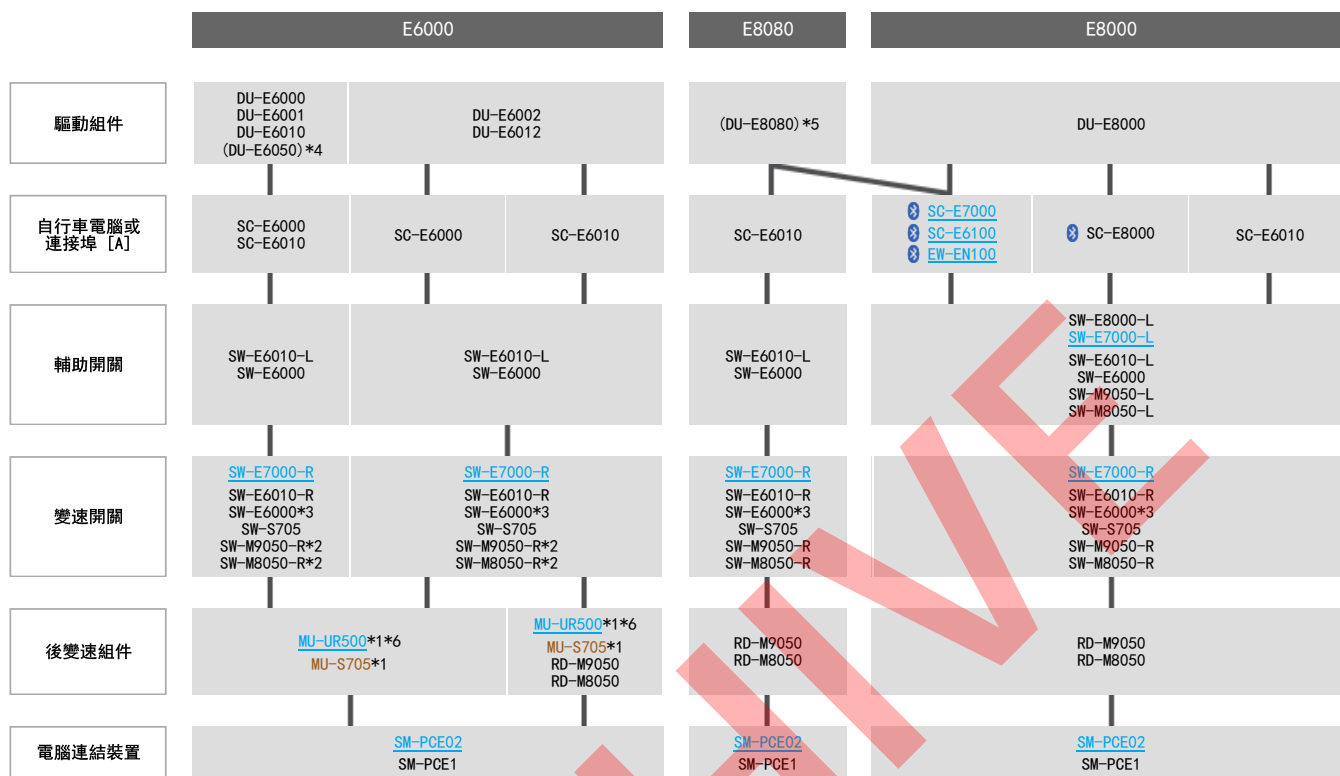 E6000
E8080
E8000
驅動組件
DU-E6000
DU-E6001
DU-E6010
(DU-E6050)*4
DU-E6002
DU-E6012
(DU-E8080)*5
DU-E8000
自行車電腦或
連接埠 [A]
SC-E6000
SC-E6010
SC-E6000
SC-E6010
SC-E6010
SC-E7000
SC-E6100
EW-EN100
SC-E8000
SC-E6010
輔助開關
SW-E6010-L
SW-E6000
SW-E6010-L
SW-E6000
SW-E6010-L
SW-E6000
SW-E8000-L
SW-E7000-L
SW-E6010-L
SW-E6000
SW-M9050-L
SW-M8050-L
變速開關
SW-E7000-R
SW-E6010-R
SW-E6000*3
SW-S705
SW-M9050-R*2
SW-M8050-R*2
SW-E7000-R
SW-E6010-R
SW-E6000*3
SW-S705
SW-M9050-R*2
SW-M8050-R*2
SW-E7000-R
SW-E6010-R
SW-E6000*3
SW-S705
SW-M9050-R
SW-M8050-R
SW-E7000-R
SW-E6010-R
SW-E6000*3
SW-S705
SW-M9050-R
SW-M8050-R
後變速組件
MU-UR500*1*6
MU-S705*1
MU-UR500*1*6
MU-S705*1
RD-M9050
RD-M8050
RD-M9050
RD-M8050
RD-M9050
RD-M8050
電腦連結裝置
SM-PCE02
SM-PCE1
SM-PCE02
SM-PCE1
SM-PCE02
SM-PCE1